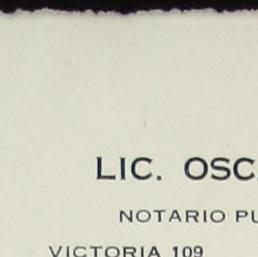 LIC. OSC
NOTARIO PU
VICTORIA 109